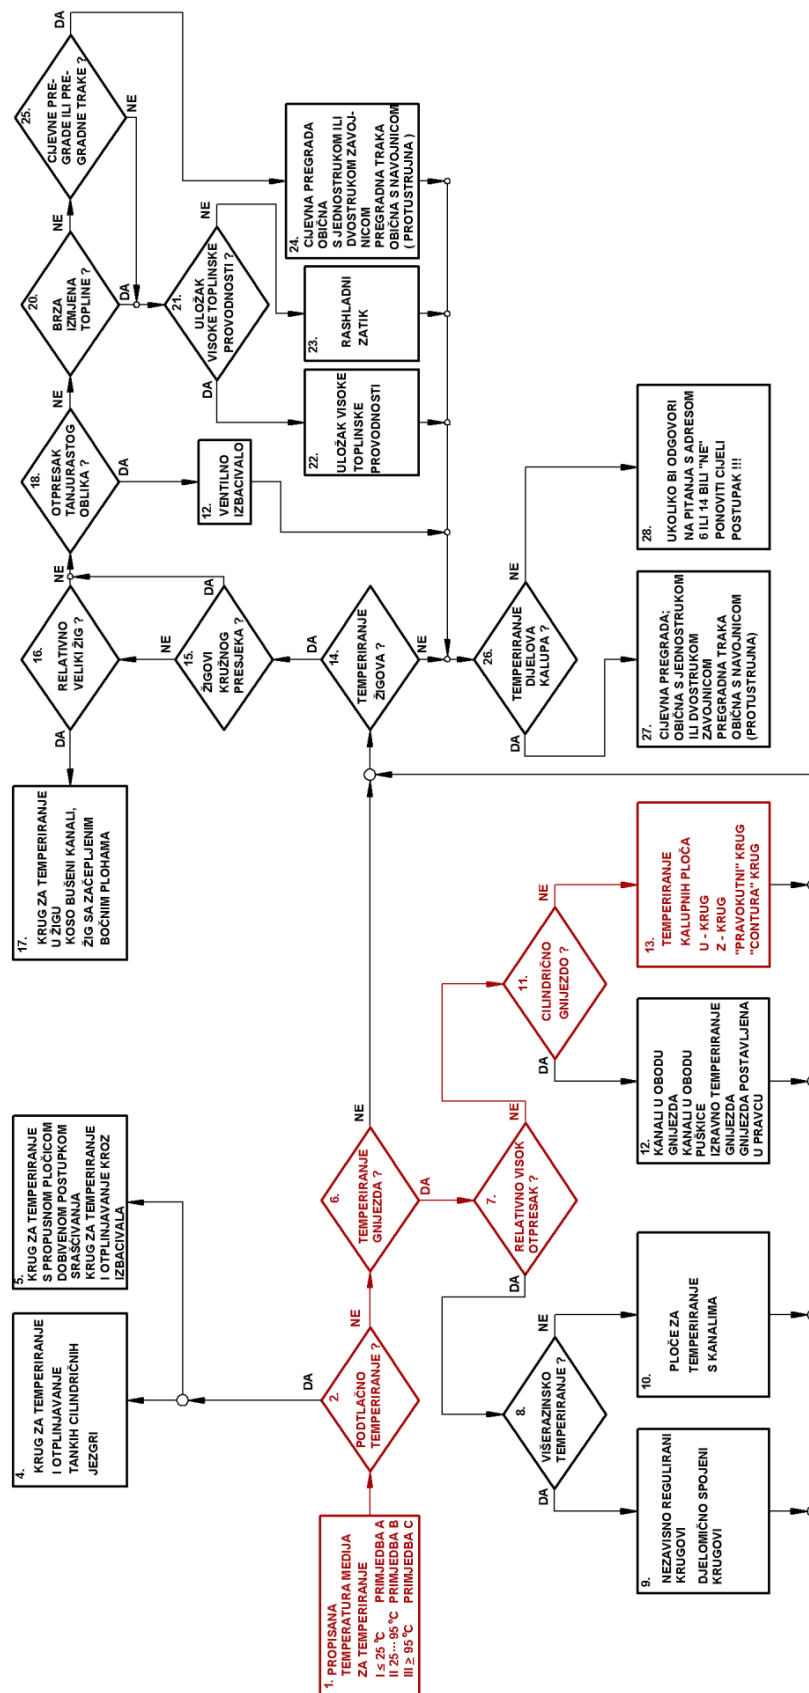 1. PROPISANA
TEMPERATURA MEDIJA
ZA TEMPERIRANJE
I ≤ 25 °C PRIMJEDBA A
II 25··· 95 °C PRIMJEDBA B
III ≥ 95 °C PRIMJEDBA C
2.
PODTLAČNO
TEMPERIRANJE ?
DA
NE
4.
KRUG ZA TEMPERIRANJE
I OTPLINJAVANJE
TANKIH CILINDRIČNIH
JEZGRI
5. KRUG ZA TEMPERIRANJE
S PROPUSNOM PLOČICOM
DOBIVENOM POSTUPKOM
SRAŠĆIVANJA
KRUG ZA TEMPERIRANJE
I OTPLINJAVANJE KROZ
IZBACIVALA
6.
TEMPERIRANJE
GNIJEZDA ?
NE
DA
7.
RELATIVNO VISOK
OTPRESAK ?
DA
NE
8.
VIŠERAZINSKO
TEMPERIRANJE ?
DA
NE
9.
NEZAVISNO REGULIRANI
KRUGOVI
DJELOMIČNO SPOJENI
KRUGOVI
10.
PLOČE ZA
TEMPERIRANJE
S KANALIMA
11.
CILINDRIČNO
GNIJEZDO ?
DA
NE
12.
KANALI U OBODU
GNIJEZDA
KANALI U OBODU
PUŠKICE
IZRAVNO TEMPERIRANJE
GNIJEZDA
GNIJEZDA POSTAVLJENA
U PRAVCU
13.
TEMPERIRANJE
KALUPNIH PLOČA
U - KRUG
Z - KRUG
"PRAVOKUTNI" KRUG
"CONTURA" KRUG
14.
TEMPERIRANJE
ŽIGOVA ?
DA
NE
15.
ŽIGOVI
KRUŽNOG
PRESJEKA ?
NE
DA
16.
RELATIVNO
VELIKI ŽIG ?
DA
NE
17.
KRUG ZA TEMPERIRANJE
U ŽIGU
KOSO BUŠENI KANALI,
ŽIG SA ZAČEPLJENIM
BOČNIM PLOHAMA
18.
OTPRESAK
TANJURASTOG
OBLIKA ?
NE
DA
12.
VENTILNO
IZBACIVALO
20.
BRZA
IZMJENA
TOPLINE ?
NE
DA
21.
ULOŽAK
VISOKE TOPLINSKE
PROVODNOSTI ?
DA
NE
22.
ULOŽAK VISOKE
TOPLINSKE
PROVODNOSTI
23.
RASHLADNI
ZATIK
24.
CIJEVNA PREGRADA
OBIČNA
S JEDNOSTRUKOM ILI
DVOSTRUKOM ZAVOJ-
NICOM
PREGRADNA TRAKA
OBIČNA S NAVOJNICOM
( PROTUSTRUJNA )
25.
CIJEVNE PRE-
GRADE ILI PRE-
GRADNE TRAKE ?
DA
NE
26.
TEMPERIRANJE
DIJELOVA
KALUPA ?
DA
NE
27.
CIJEVNA PREGRADA;
OBIČNA S JEDNOSTRUKOM
ILI DVOSTRUKOM
ZAVOJNICOM
PREGRADNA TRAKA
OBIČNA S NAVOJNICOM
(PROTUSTRUJNA)
28.
UKOLIKO BI ODGOVORI
NA PITANJA S ADRESOM
6 ILI 14 BILI "NE"
PONOVITI CIJELI
POSTUPAK !!!